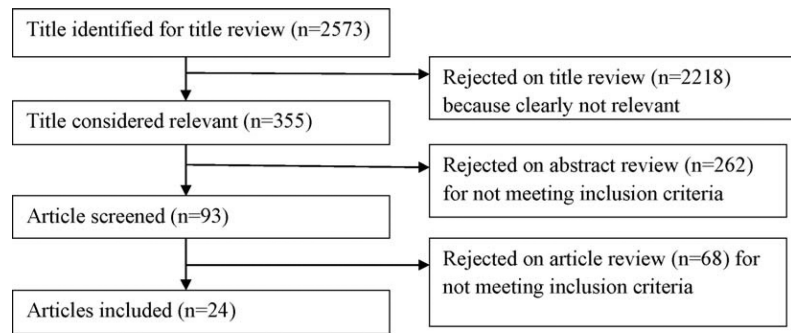 Title identified for title review (n=2573)
Rejected on title review (n=2218)
because clearly not relevant
Title considered relevant (n=355)
Rejected on abstract review (n=262)
for not meeting inclusion criteria
Article screened (n=93)
Rejected on article review (n=68) for
not meeting inclusion criteria
Articles included (n=24)